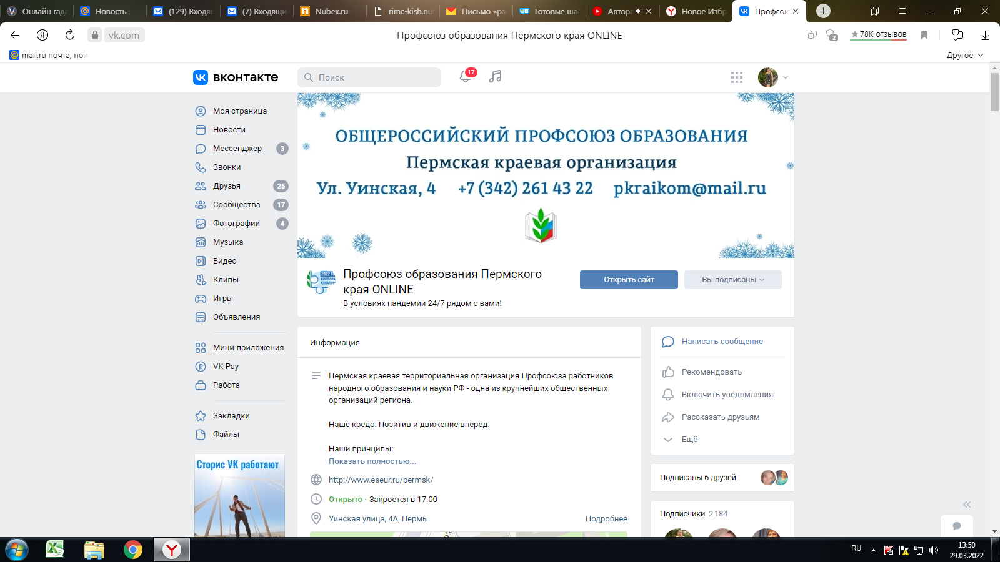 Онлайн гада
Новость
(129) Входящ
(7) Входящи
Nubex.ru
rimc-kish.nu
Письмо «ра
Готовые ша
Автора
Новое Избр
Профсою
vk.com
Профсоюз образования Пермского края ONLINE
2
78K отзывов
mail.ru почта, пои
Другое
вконтакте
Поиск
17
Моя страница
Новости
Мессенджер 3
Звонки
Друзья 25
Сообщества 17
Фотографии 4
Музыка
Видео
Клипы
Игры
Объявления
Мини-приложения
VK Pay
Работа
Закладки
Файлы
Сторис VK работают
ОБЩЕРОССИЙСКИЙ ПРОФСОЮЗ ОБРАЗОВАНИЯ
Пермская краевая организация
Ул. Уинская, 4 +7 (342) 261 43 22 pkraikom@mail.ru
Профсоюз образования Пермского
края ONLINE
В условиях пандемии 24/7 рядом с вами!
Открыть сайт
Вы подписаны
Информация
Пермская краевая территориальная организация Профсоюза работников
народного образования и науки РФ - одна из крупнейших общественных
организаций региона.
Наше кредо: Позитив и движение вперед.
Наши принципы:
Показать полностью...
http://www.eseur.ru/permsk/
Открыто · Закроется в 17:00
Уинская улица, 4А, Пермь
Подробнее
Написать сообщение
Рекомендовать
Включить уведомления
Рассказать друзьям
Ещё
Подписаны 6 друзей
Подписчики 2 184
RU
13:50
29.03.2022